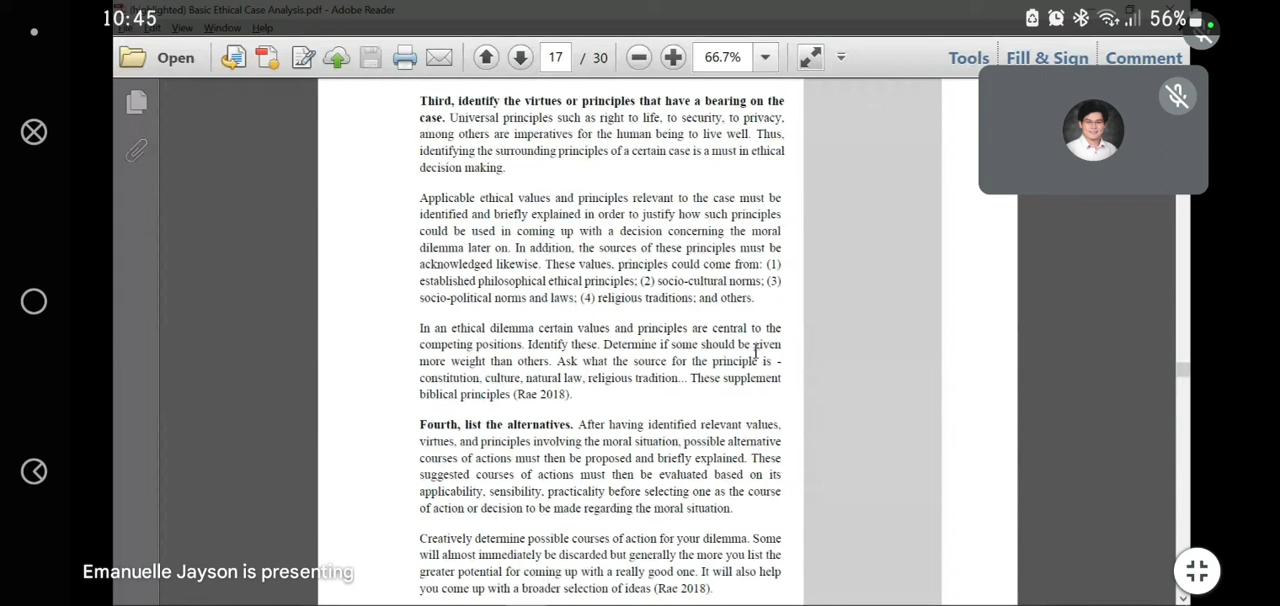 (highlighted) Basic Ethical Case Analysis.pdf - Adobe Reader
10:45
56%
File Edit View Window Help
Open
17 / 30
66.7%
Tools
Fill & Sign
Comment
Third, identify the virtues or principles that have a bearing on the
case. Universal principles such as right to life, to security, to privacy,
among others are imperatives for the human being to live well. Thus,
identifying the surrounding principles of a certain case is a must in ethical
decision making.
Applicable ethical values and principles relevant to the case must be
identified and briefly explained in order to justify how such principles
could be used in coming up with a decision concerning the moral
dilemma later on. In addition, the sources of these principles must be
acknowledged likewise. These values, principles could come from: (1)
established philosophical ethical principles; (2) socio-cultural norms; (3)
socio-political norms and laws; (4) religious traditions; and others.
In an ethical dilemma certain values and principles are central to the
competing positions. Identify these. Determine if some should be given
more weight than others. Ask what the source for the principle is -
constitution, culture, natural law, religious tradition... These supplement
biblical principles (Rae 2018).
Fourth, list the alternatives. After having identified relevant values,
virtues, and principles involving the moral situation, possible alternative
courses of actions must then be proposed and briefly explained. These
suggested courses of actions must then be evaluated based on its
applicability, sensibility, practicality before selecting one as the course
of action or decision to be made regarding the moral situation.
Creatively determine possible courses of action for your dilemma. Some
will almost immediately be discarded but generally the more you list the
greater potential for coming up with a really good one. It will also help
you come up with a broader selection of ideas (Rae 2018).
Emanuelle Jayson is presenting